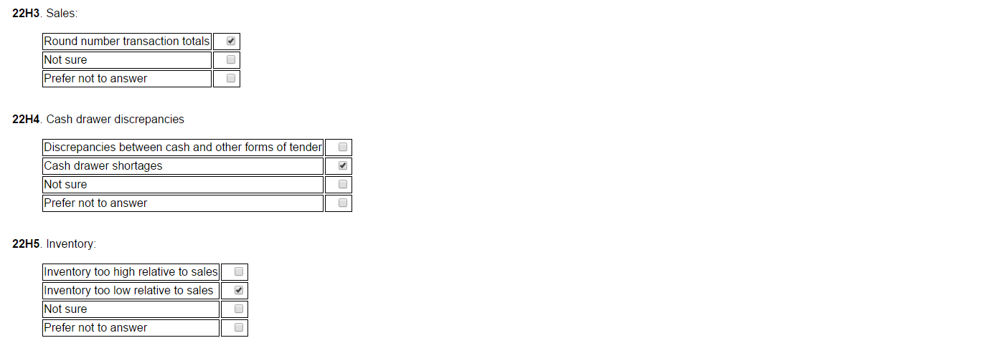 22H3. Sales:
Round number transaction totals
Not sure
Prefer not to answer
22H4. Cash drawer discrepancies
Discrepancies between cash and other forms of tender
Cash drawer shortages
Not sure
Prefer not to answer
22H5. Inventory:
Inventory too high relative to sales
Inventory too low relative to sales
Not sure
Prefer not to answer